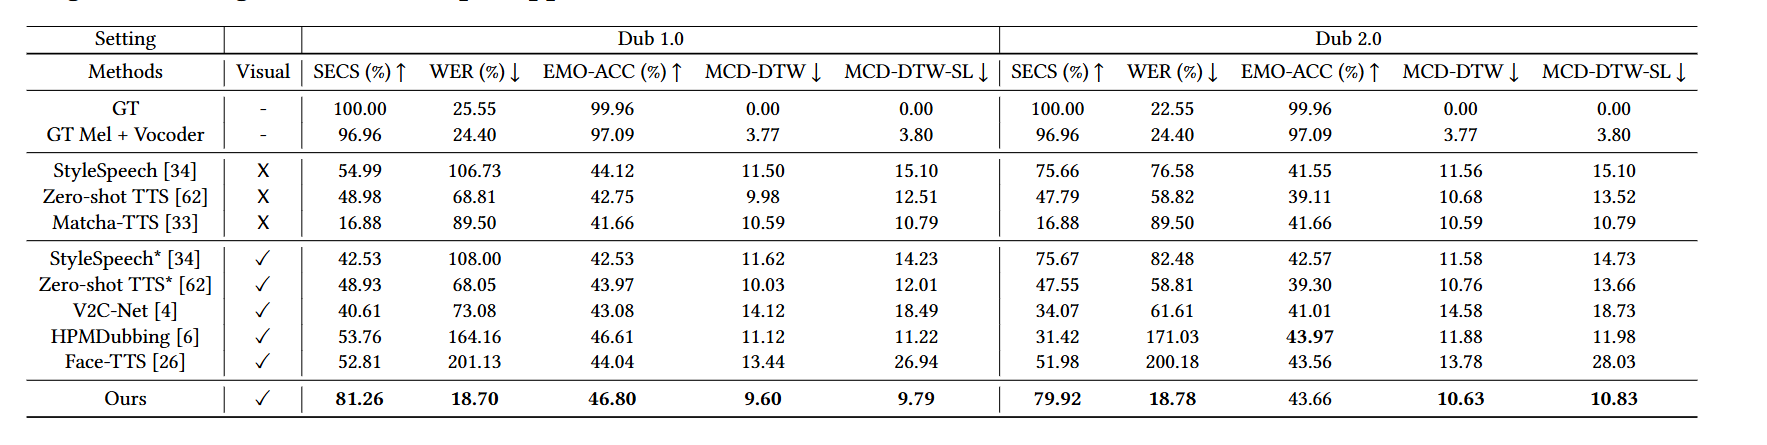 Setting Dub 1.0 Dub 2.0
Methods Visual SECS (%) ↑ WER (%) ↓ EMO-ACC (%) ↑ MCD-DTW ↓ MCD-DTW-SL ↓ SECS (%) ↑ WER (%) ↓ EMO-ACC (%) ↑ MCD-DTW ↓ MCD-DTW-SL ↓
GT - 100.00 25.55 99.96 0.00 0.00 100.00 22.55 99.96 0.00 0.00
GT Mel + Vocoder - 96.96 24.40 97.09 3.77 3.80 96.96 24.40 97.09 3.77 3.80
StyleSpeech [34] X 54.99 106.73 44.12 11.50 15.10 75.66 76.58 41.55 11.56 15.10
Zero-shot TTS [62] X 48.98 68.81 42.75 9.98 12.51 47.79 58.82 39.11 10.68 13.52
Matcha-TTS [33] X 16.88 89.50 41.66 10.59 10.79 16.88 89.50 41.66 10.59 10.79
StyleSpeech* [34] ✓ 42.53 108.00 42.53 11.62 14.23 75.67 82.48 42.57 11.58 14.73
Zero-shot TTS* [62] ✓ 48.93 68.05 43.97 10.03 12.01 47.55 58.81 39.30 10.76 13.66
V2C-Net [4] ✓ 40.61 73.08 43.08 14.12 18.49 34.07 61.61 41.01 14.58 18.73
HPMDubbing [6] ✓ 53.76 164.16 46.61 11.12 11.22 31.42 171.03 43.97 11.88 11.98
Face-TTS [26] ✓ 52.81 201.13 44.04 13.44 26.94 51.98 200.18 43.56 13.78 28.03
Ours ✓ 81.26 18.70 46.80 9.60 9.79 79.92 18.78 43.66 10.63 10.83